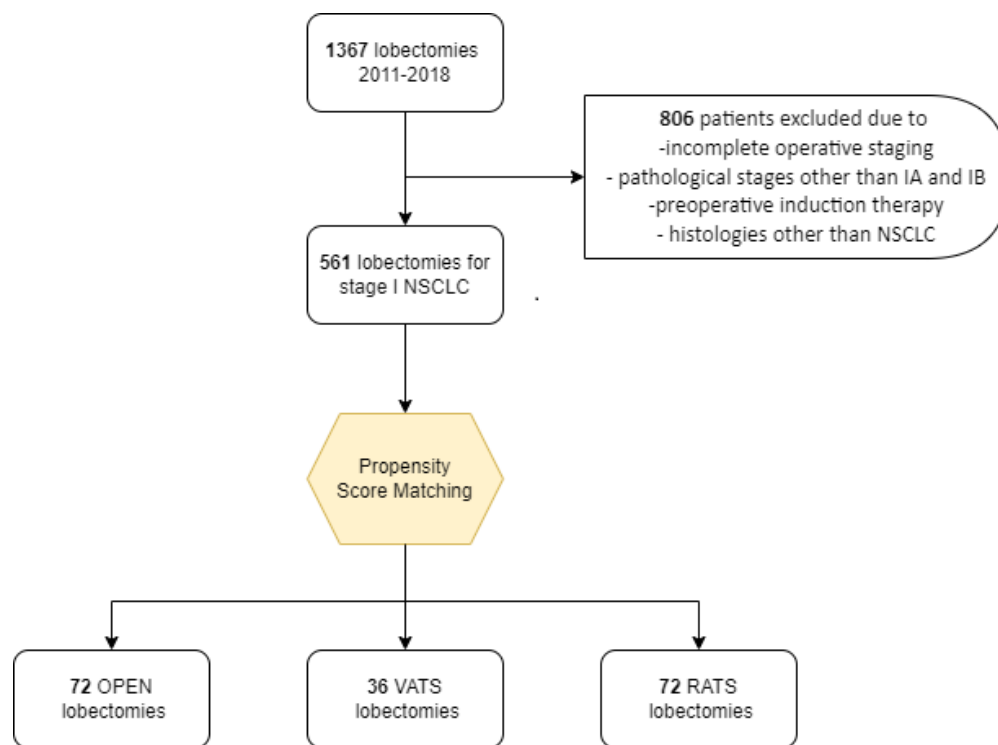 1367 lobectomies
2011-2018
806 patients excluded due to
-incomplete operative staging
- pathological stages other than IA and IB
-preoperative induction therapy
- histologies other than NSCLC
561 lobectomies for
stage I NSCLC
.
Propensity
Score Matching
72 OPEN
lobectomies
36 VATS
lobectomies
72 RATS
lobectomies